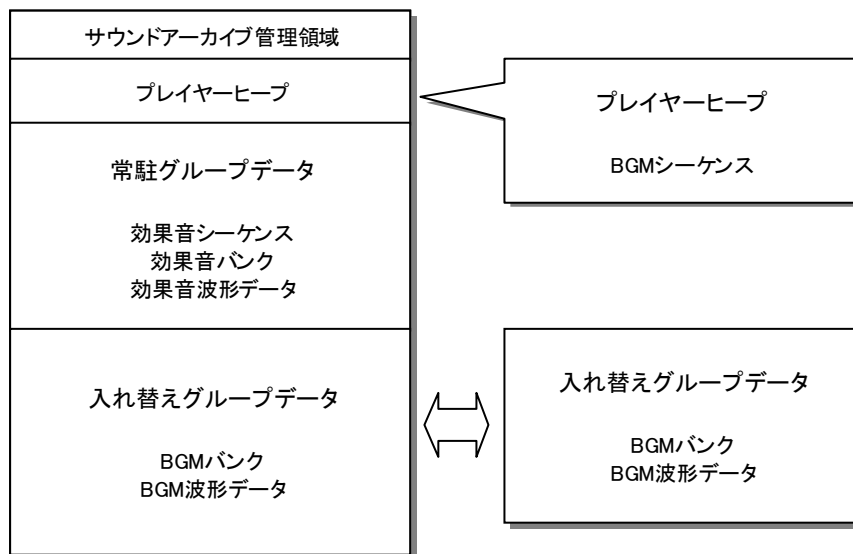 サウンドアーカイブ管理領域
プレイヤーヒープ
常駐グループデータ
効果音シーケンス
効果音バンク
効果音波形データ
入れ替えグループデータ
BGMバンク
BGM波形データ
プレイヤーヒープ
BGMシーケンス
入れ替えグループデータ
BGMバンク
BGM波形データ